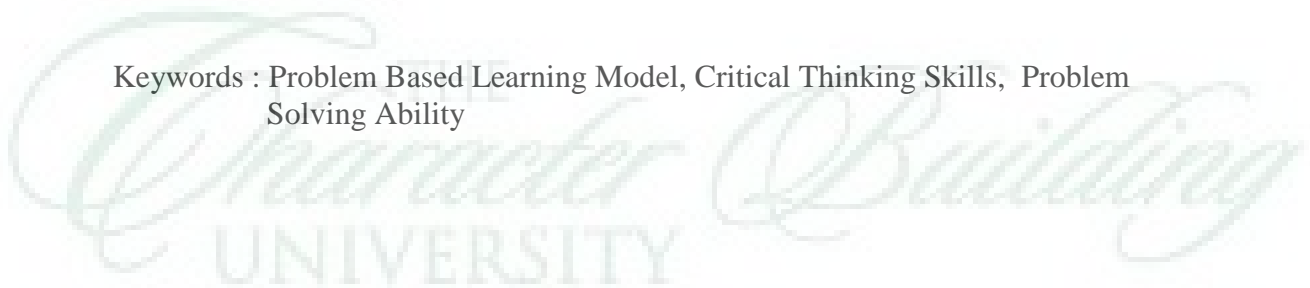 Keywords : Problem Based Learning Model, Critical Thinking Skills, Problem
Solving Ability
THE
Character Building
UNIVERSITY